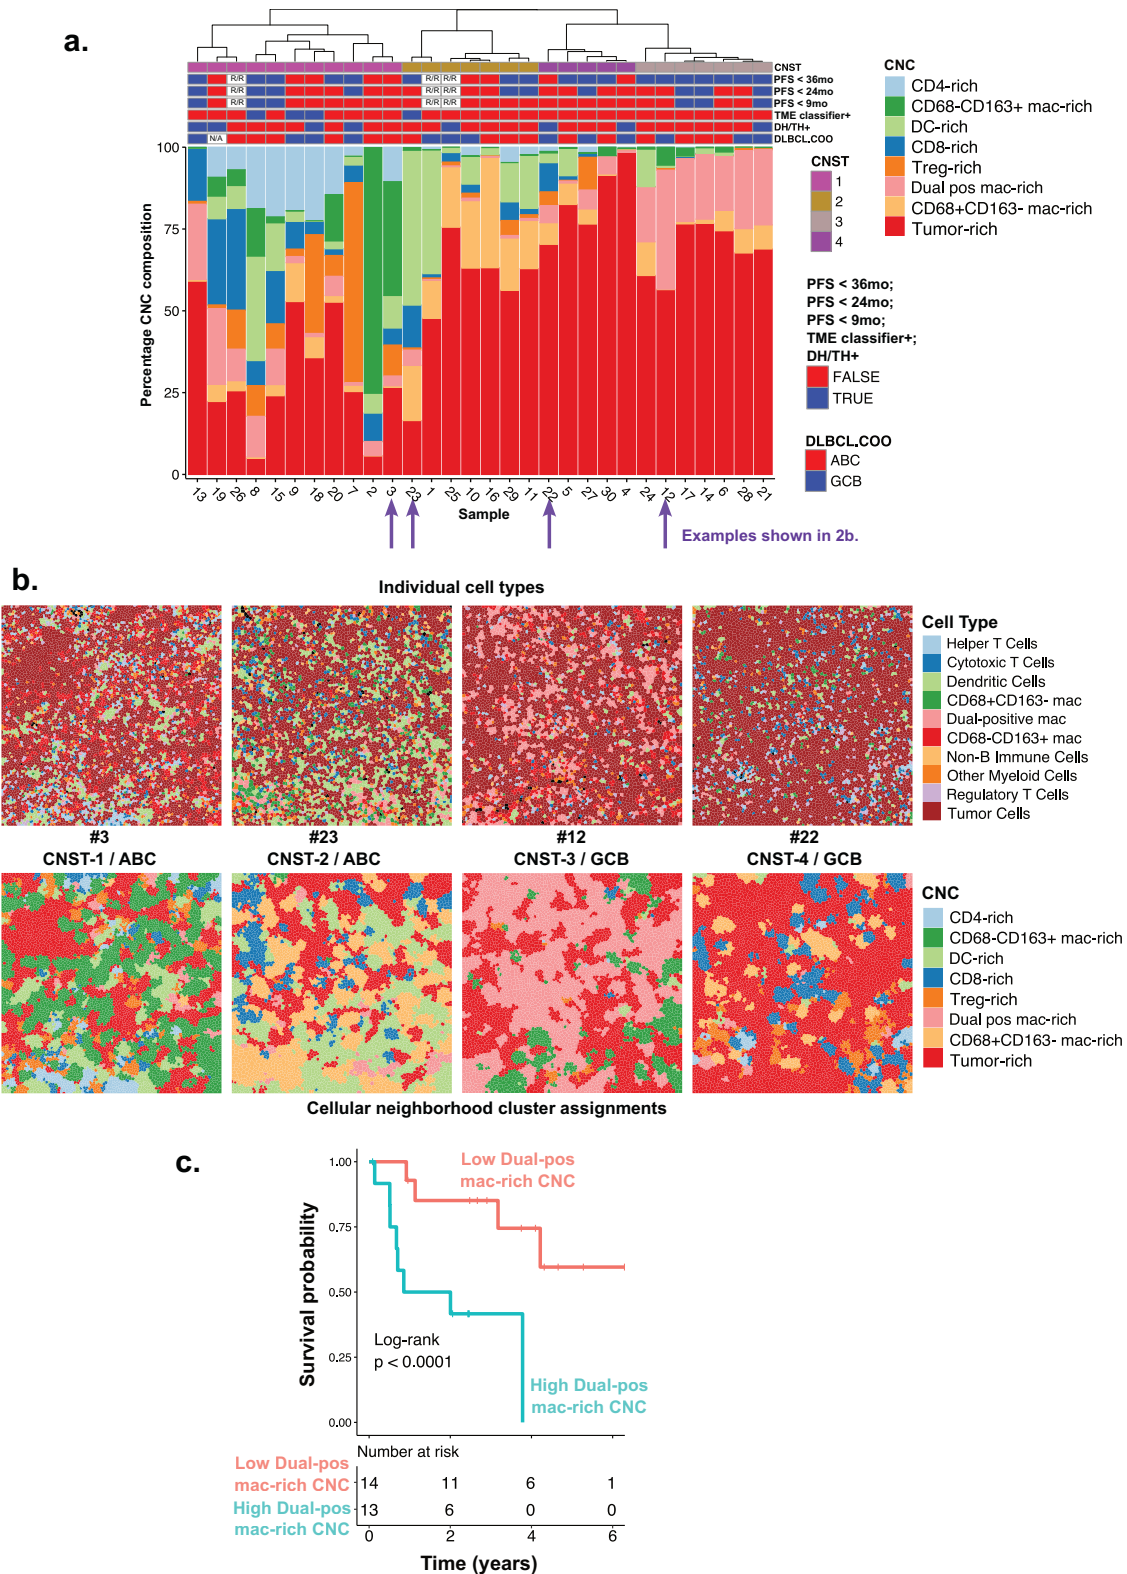 a.
CNST
PFS < 36mo
PFS < 24mo
PFS < 9mo
TME classifier+
DH/TH+
DLBCL.COO
R/R
R/R R/R
R/R
R/R R/R
R/R
R/R R/R
N/A
Percentage CNC composition
100
75
50
25
0
13 19 26 8 15 9 18 20 7 2 3 23 1 25 10 16 29 11 22 5 27 30 4 24 12 17 14 6 28 21
Sample
Examples shown in 2b.
CNC
CD4-rich
CD68-CD163+ mac-rich
DC-rich
CD8-rich
Treg-rich
Dual pos mac-rich
CD68+CD163- mac-rich
Tumor-rich
CNST
1
2
3
4
PFS < 36mo;
PFS < 24mo;
PFS < 9mo;
TME classifier+;
DH/TH+
FALSE
TRUE
DLBCL.COO
ABC
GCB
b.
Individual cell types
Cell Type
Helper T Cells
Cytotoxic T Cells
Dendritic Cells
CD68+CD163- mac
Dual-positive mac
CD68-CD163+ mac
Non-B Immune Cells
Other Myeloid Cells
Regulatory T Cells
Tumor Cells
#3
CNST-1 / ABC
#23
CNST-2 / ABC
#12
CNST-3 / GCB
#22
CNST-4 / GCB
CNC
CD4-rich
CD68-CD163+ mac-rich
DC-rich
CD8-rich
Treg-rich
Dual pos mac-rich
CD68+CD163- mac-rich
Tumor-rich
Cellular neighborhood cluster assignments
c.
Survival probability
1.00
0.75
0.50
0.25
0.00
Low Dual-pos
mac-rich CNC
Log-rank
p < 0.0001
High Dual-pos
mac-rich CNC
Number at risk
Low Dual-pos
mac-rich CNC
14 11 6 1
High Dual-pos
mac-rich CNC
13 6 0 0
0 2 4 6
Time (years)